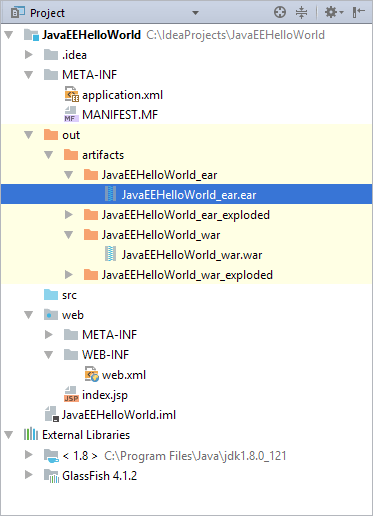 Project
JavaEEHelloWorld C:\IdeaProjects\JavaEEHelloWorld
.idea
META-INF
application.xml
MANIFEST.MF
out
artifacts
JavaEEHelloWorld_ear
JavaEEHelloWorld_ear.ear
JavaEEHelloWorld_ear_exploded
JavaEEHelloWorld_war
JavaEEHelloWorld_war.war
JavaEEHelloWorld_war_exploded
src
web
META-INF
WEB-INF
web.xml
JSP index.jsp
JavaEEHelloWorld.iml
External Libraries
< 1.8 > C:\Program Files\Java\jdk1.8.0_121
GlassFish 4.1.2